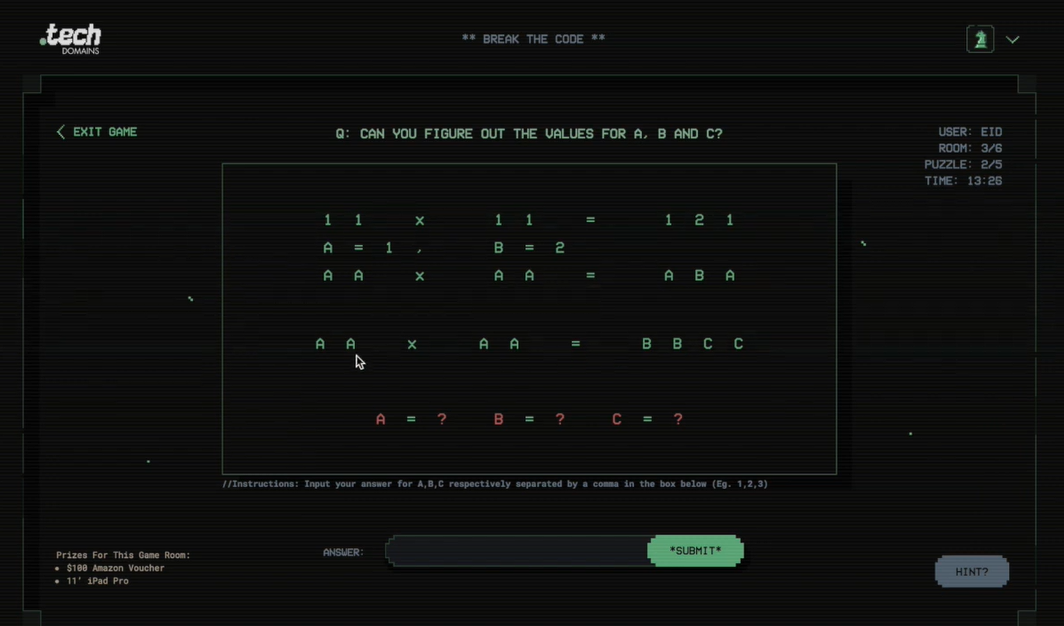 .tech
DOMAINS
** BREAK THE CODE **
EXIT GAME
Q: CAN YOU FIGURE OUT THE VALUES FOR A, B AND C?
USER: EID
ROOM: 3/6
PUZZLE: 2/5
TIME: 13:26
1 1 x 1 1 = 1 2 1
A = 1 , B = 2
A A x A A = A B A
A A x A A = B B C C
A = ? B = ? C = ?
//Instructions: Input your answer for A,B,C respectively separated by a comma in the box below (Eg. 1,2,3)
ANSWER:
*SUBMIT*
Prizes For This Game Room:
• $100 Amazon Voucher
• 11' iPad Pro
HINT?